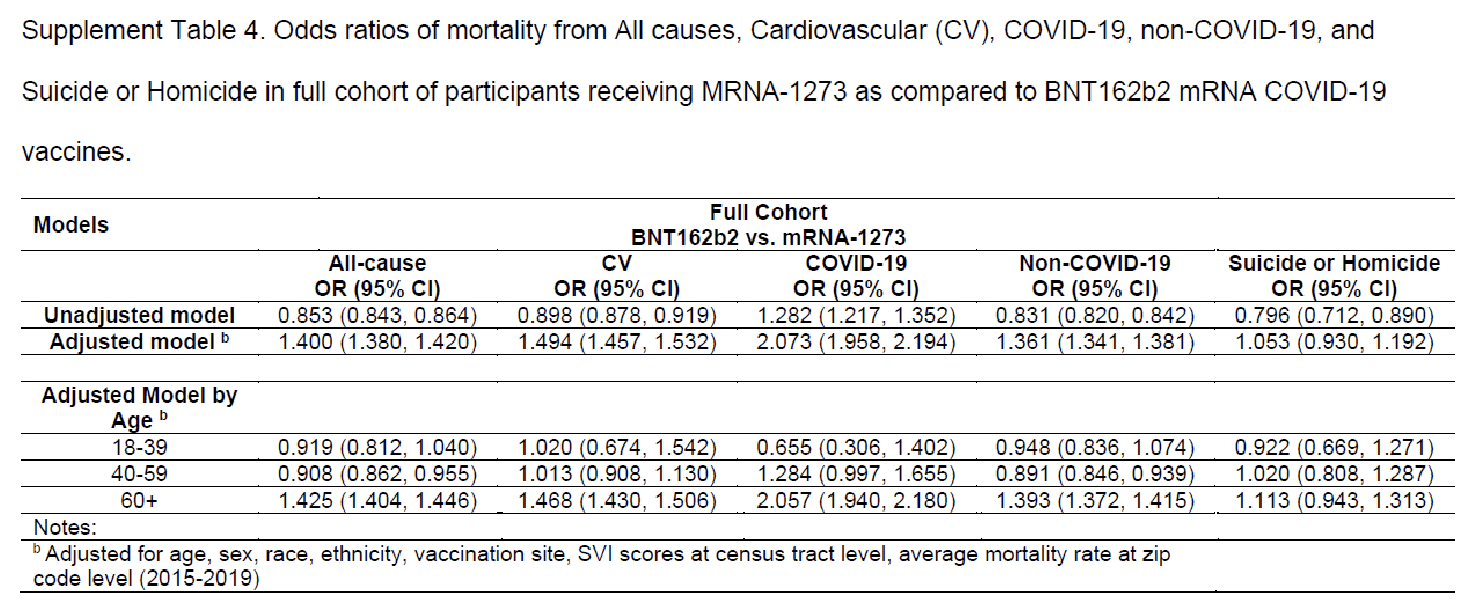 Supplement Table 4. Odds ratios of mortality from All causes, Cardiovascular (CV), COVID-19, non-COVID-19, and
Suicide or Homicide in full cohort of participants receiving MRNA-1273 as compared to BNT162b2 mRNA COVID-19
vaccines.
Models Full Cohort
BNT162b2 vs. mRNA-1273
All-cause CV COVID-19 Non-COVID-19 Suicide or Homicide
OR (95% CI) OR (95% CI) OR (95% CI) OR (95% CI) OR (95% CI)
Unadjusted model 0.853 (0.843, 0.864) 0.898 (0.878, 0.919) 1.282 (1.217, 1.352) 0.831 (0.820, 0.842) 0.796 (0.712, 0.890)
Adjusted model b 1.400 (1.380, 1.420) 1.494 (1.457, 1.532) 2.073 (1.958, 2.194) 1.361 (1.341, 1.381) 1.053 (0.930, 1.192)
Adjusted Model by
Age b
18-39 0.919 (0.812, 1.040) 1.020 (0.674, 1.542) 0.655 (0.306, 1.402) 0.948 (0.836, 1.074) 0.922 (0.669, 1.271)
40-59 0.908 (0.862, 0.955) 1.013 (0.908, 1.130) 1.284 (0.997, 1.655) 0.891 (0.846, 0.939) 1.020 (0.808, 1.287)
60+ 1.425 (1.404, 1.446) 1.468 (1.430, 1.506) 2.057 (1.940, 2.180) 1.393 (1.372, 1.415) 1.113 (0.943, 1.313)
Notes:
b Adjusted for age, sex, race, ethnicity, vaccination site, SVI scores at census tract level, average mortality rate at zip
code level (2015-2019)